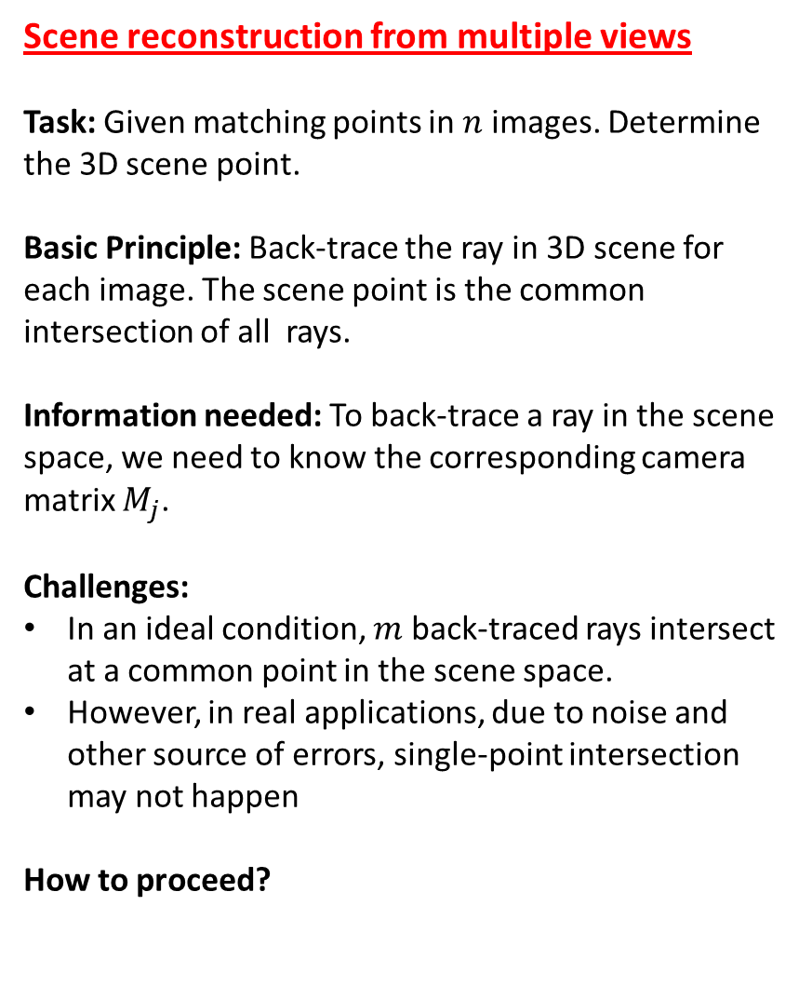 Scene reconstruction from multiple views
Task: Given matching points in n images. Determine
the 3D scene point.
Basic Principle: Back-trace the ray in 3D scene for
each image. The scene point is the common
intersection of all rays.
Information needed: To back-trace a ray in the scene
space, we need to know the corresponding camera
matrix Mⱼ.
Challenges:
• In an ideal condition, m back-traced rays intersect
at a common point in the scene space.
• However, in real applications, due to noise and
other source of errors, single-point intersection
may not happen
How to proceed?